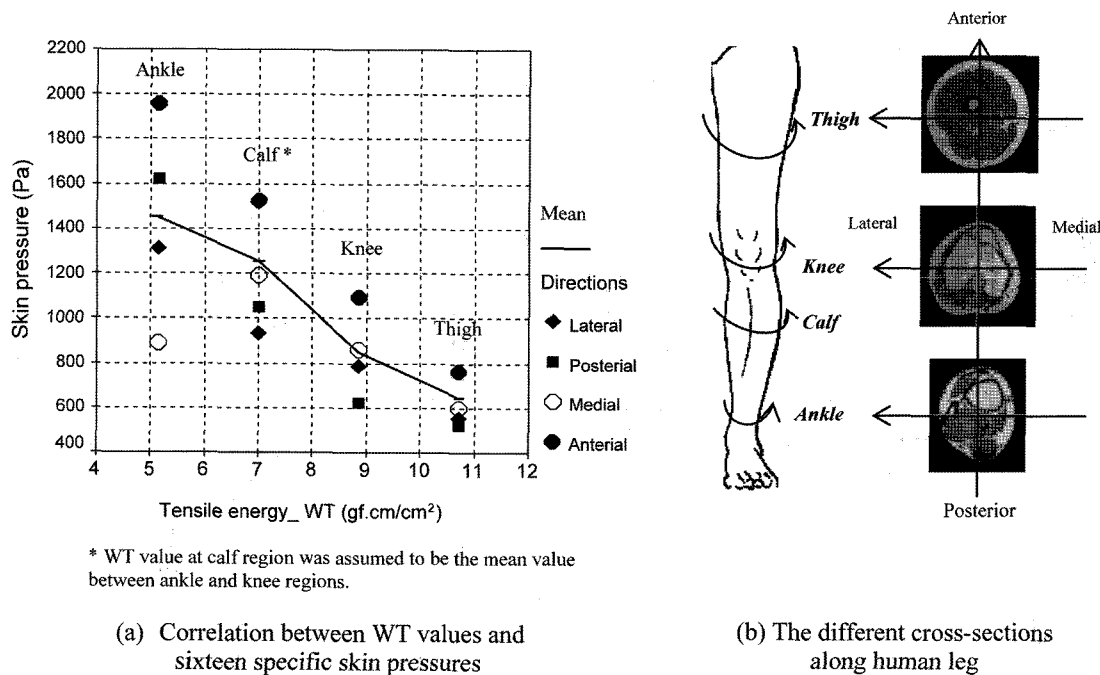 2200
2000
1800
1600
1400
1200
1000
800
600
400
Skin pressure (Pa)
Ankle
Calf *
Knee
Thigh
4 5 6 7 8 9 10 11 12
Tensile energy_ WT (gf.cm/cm²)
Mean
Directions
Lateral
Posterial
Medial
Anterial
* WT value at calf region was assumed to be the mean value
between ankle and knee regions.
(a) Correlation between WT values and
sixteen specific skin pressures
Anterior
Thigh
Lateral
Medial
Knee
Calf
Ankle
Posterior
(b) The different cross-sections
along human leg